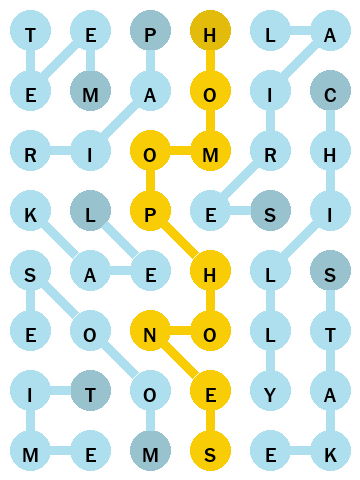 T E P H L A
E M A O I C
R I O M R H
K L P E S I
S A E H L S
E O N O L T
I T O E Y A
M E M S E K